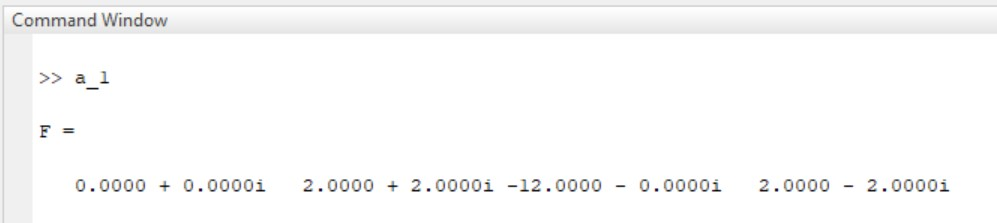 Command Window
>> a_1
F =
0.0000 + 0.0000i   2.0000 + 2.0000i -12.0000 - 0.0000i   2.0000 - 2.0000i